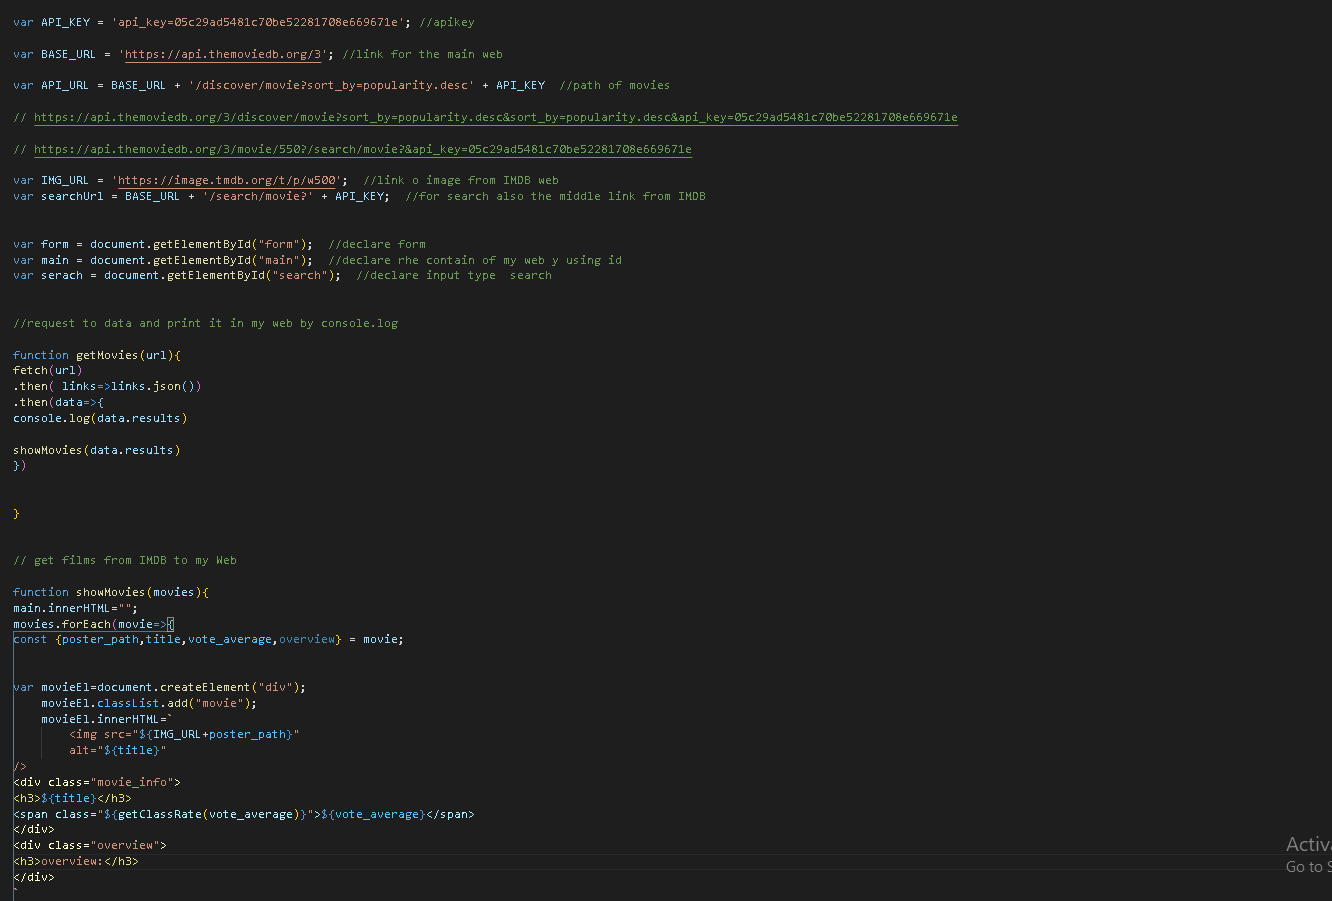 var API_KEY = 'api_key=05c29ad5481c70be52281708e669671e'; //apikey
var BASE_URL = 'https://api.themoviedb.org/3'; //link for the main web
var API_URL = BASE_URL + '/discover/movie?sort_by=popularity.desc' + API_KEY  //path of movies
// https://api.themoviedb.org/3/discover/movie?sort_by=popularity.desc&sort_by=popularity.desc&api_key=05c29ad5481c70be52281708e669671e
// https://api.themoviedb.org/3/movie/550?/search/movie?&api_key=05c29ad5481c70be52281708e669671e
var IMG_URL = 'https://image.tmdb.org/t/p/w500';  //link o image from IMDB web
var searchUrl = BASE_URL + '/search/movie?' + API_KEY;  //for search also the middle link from IMDB
var form = document.getElementById("form");  //declare form
var main = document.getElementById("main");  //declare rhe contain of my web y using id
var serach = document.getElementById("search");  //declare input type  search
//request to data and print it in my web by console.log
function getMovies(url){
fetch(url)
.then( links=>links.json())
.then(data=>{
console.log(data.results)
showMovies(data.results)
})
}
// get films from IMDB to my Web
function showMovies(movies){
main.innerHTML="";
movies.forEach(movie=>{
const {poster_path,title,vote_average,overview} = movie;
var movieEl=document.createElement("div");
movieEl.classList.add("movie");
movieEl.innerHTML=`
<img src="${IMG_URL+poster_path}"
alt="${title}"
/>
<div class="movie_info">
<h3>${title}</h3>
<span class="${getClassRate(vote_average)}">${vote_average}</span>
</div>
<div class="overview">
<h3>overview:</h3>
</div>
`
Activa
Go to S